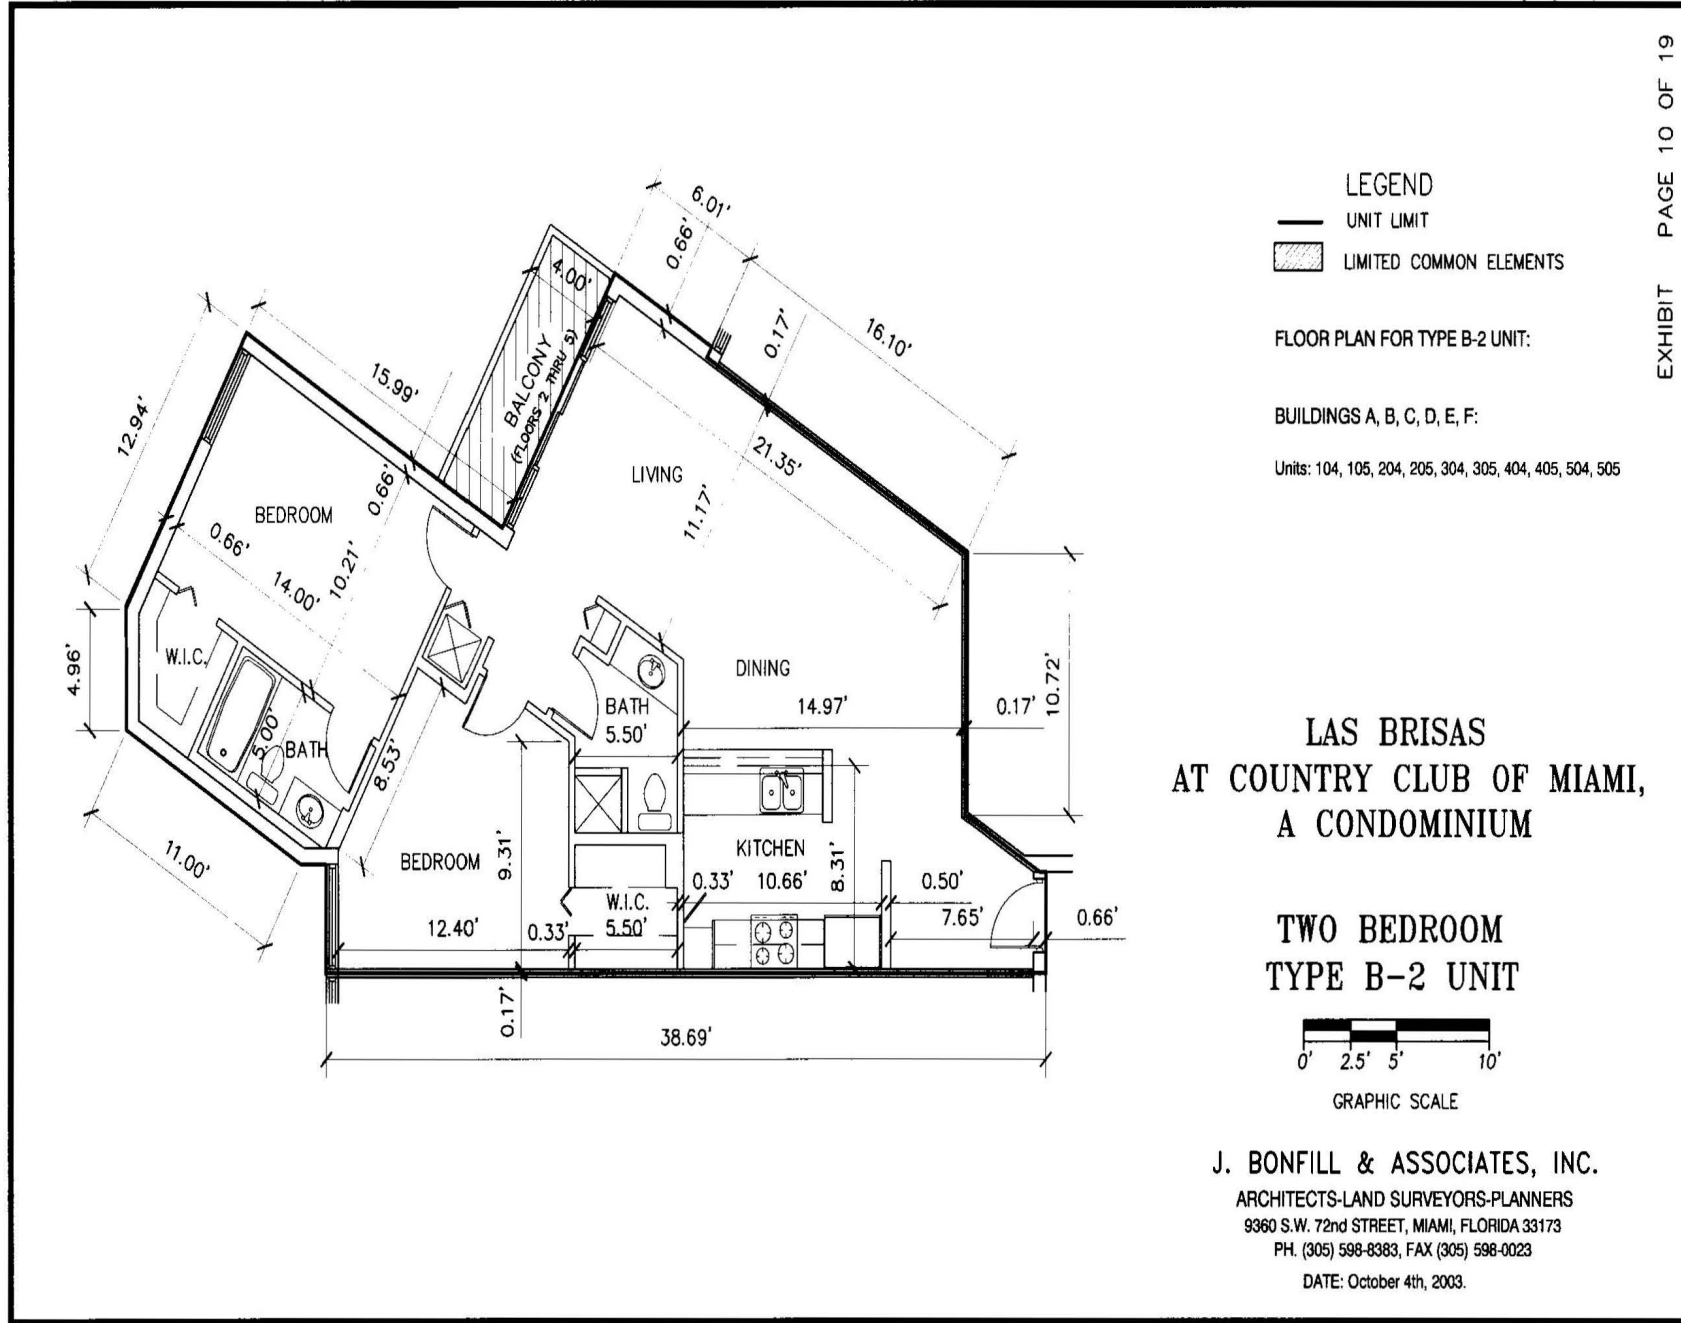 EXHIBIT PAGE 10 OF 19
LEGEND
UNIT LIMIT
LIMITED COMMON ELEMENTS
FLOOR PLAN FOR TYPE B-2 UNIT:
BUILDINGS A, B, C, D, E, F:
Units: 104, 105, 204, 205, 304, 305, 404, 405, 504, 505
6.01'
0.66'
4.00'
0.17'
16.10'
15.99'
BALCONY
(FLOORS 2 THRU 5)
12.94'
21.35'
LIVING
0.66'
11.17'
BEDROOM
0.66'
10.21'
14.00'
W.I.C.
4.96'
DINING
10.72'
BATH
5.50'
14.97'
0.17'
5.00'
BATH
8.53'
11.00'
BEDROOM
9.31'
KITCHEN
8.31'
0.33'
10.66'
0.50'
W.I.C.
5.50'
12.40'
0.33'
7.65'
0.66'
0.17'
38.69'
LAS BRISAS
AT COUNTRY CLUB OF MIAMI,
A CONDOMINIUM
TWO BEDROOM
TYPE B-2 UNIT
0' 2.5' 5' 10'
GRAPHIC SCALE
J. BONFILL & ASSOCIATES, INC.
ARCHITECTS-LAND SURVEYORS-PLANNERS
9360 S.W. 72nd STREET, MIAMI, FLORIDA 33173
PH. (305) 598-8383, FAX (305) 598-0023
DATE: October 4th, 2003.